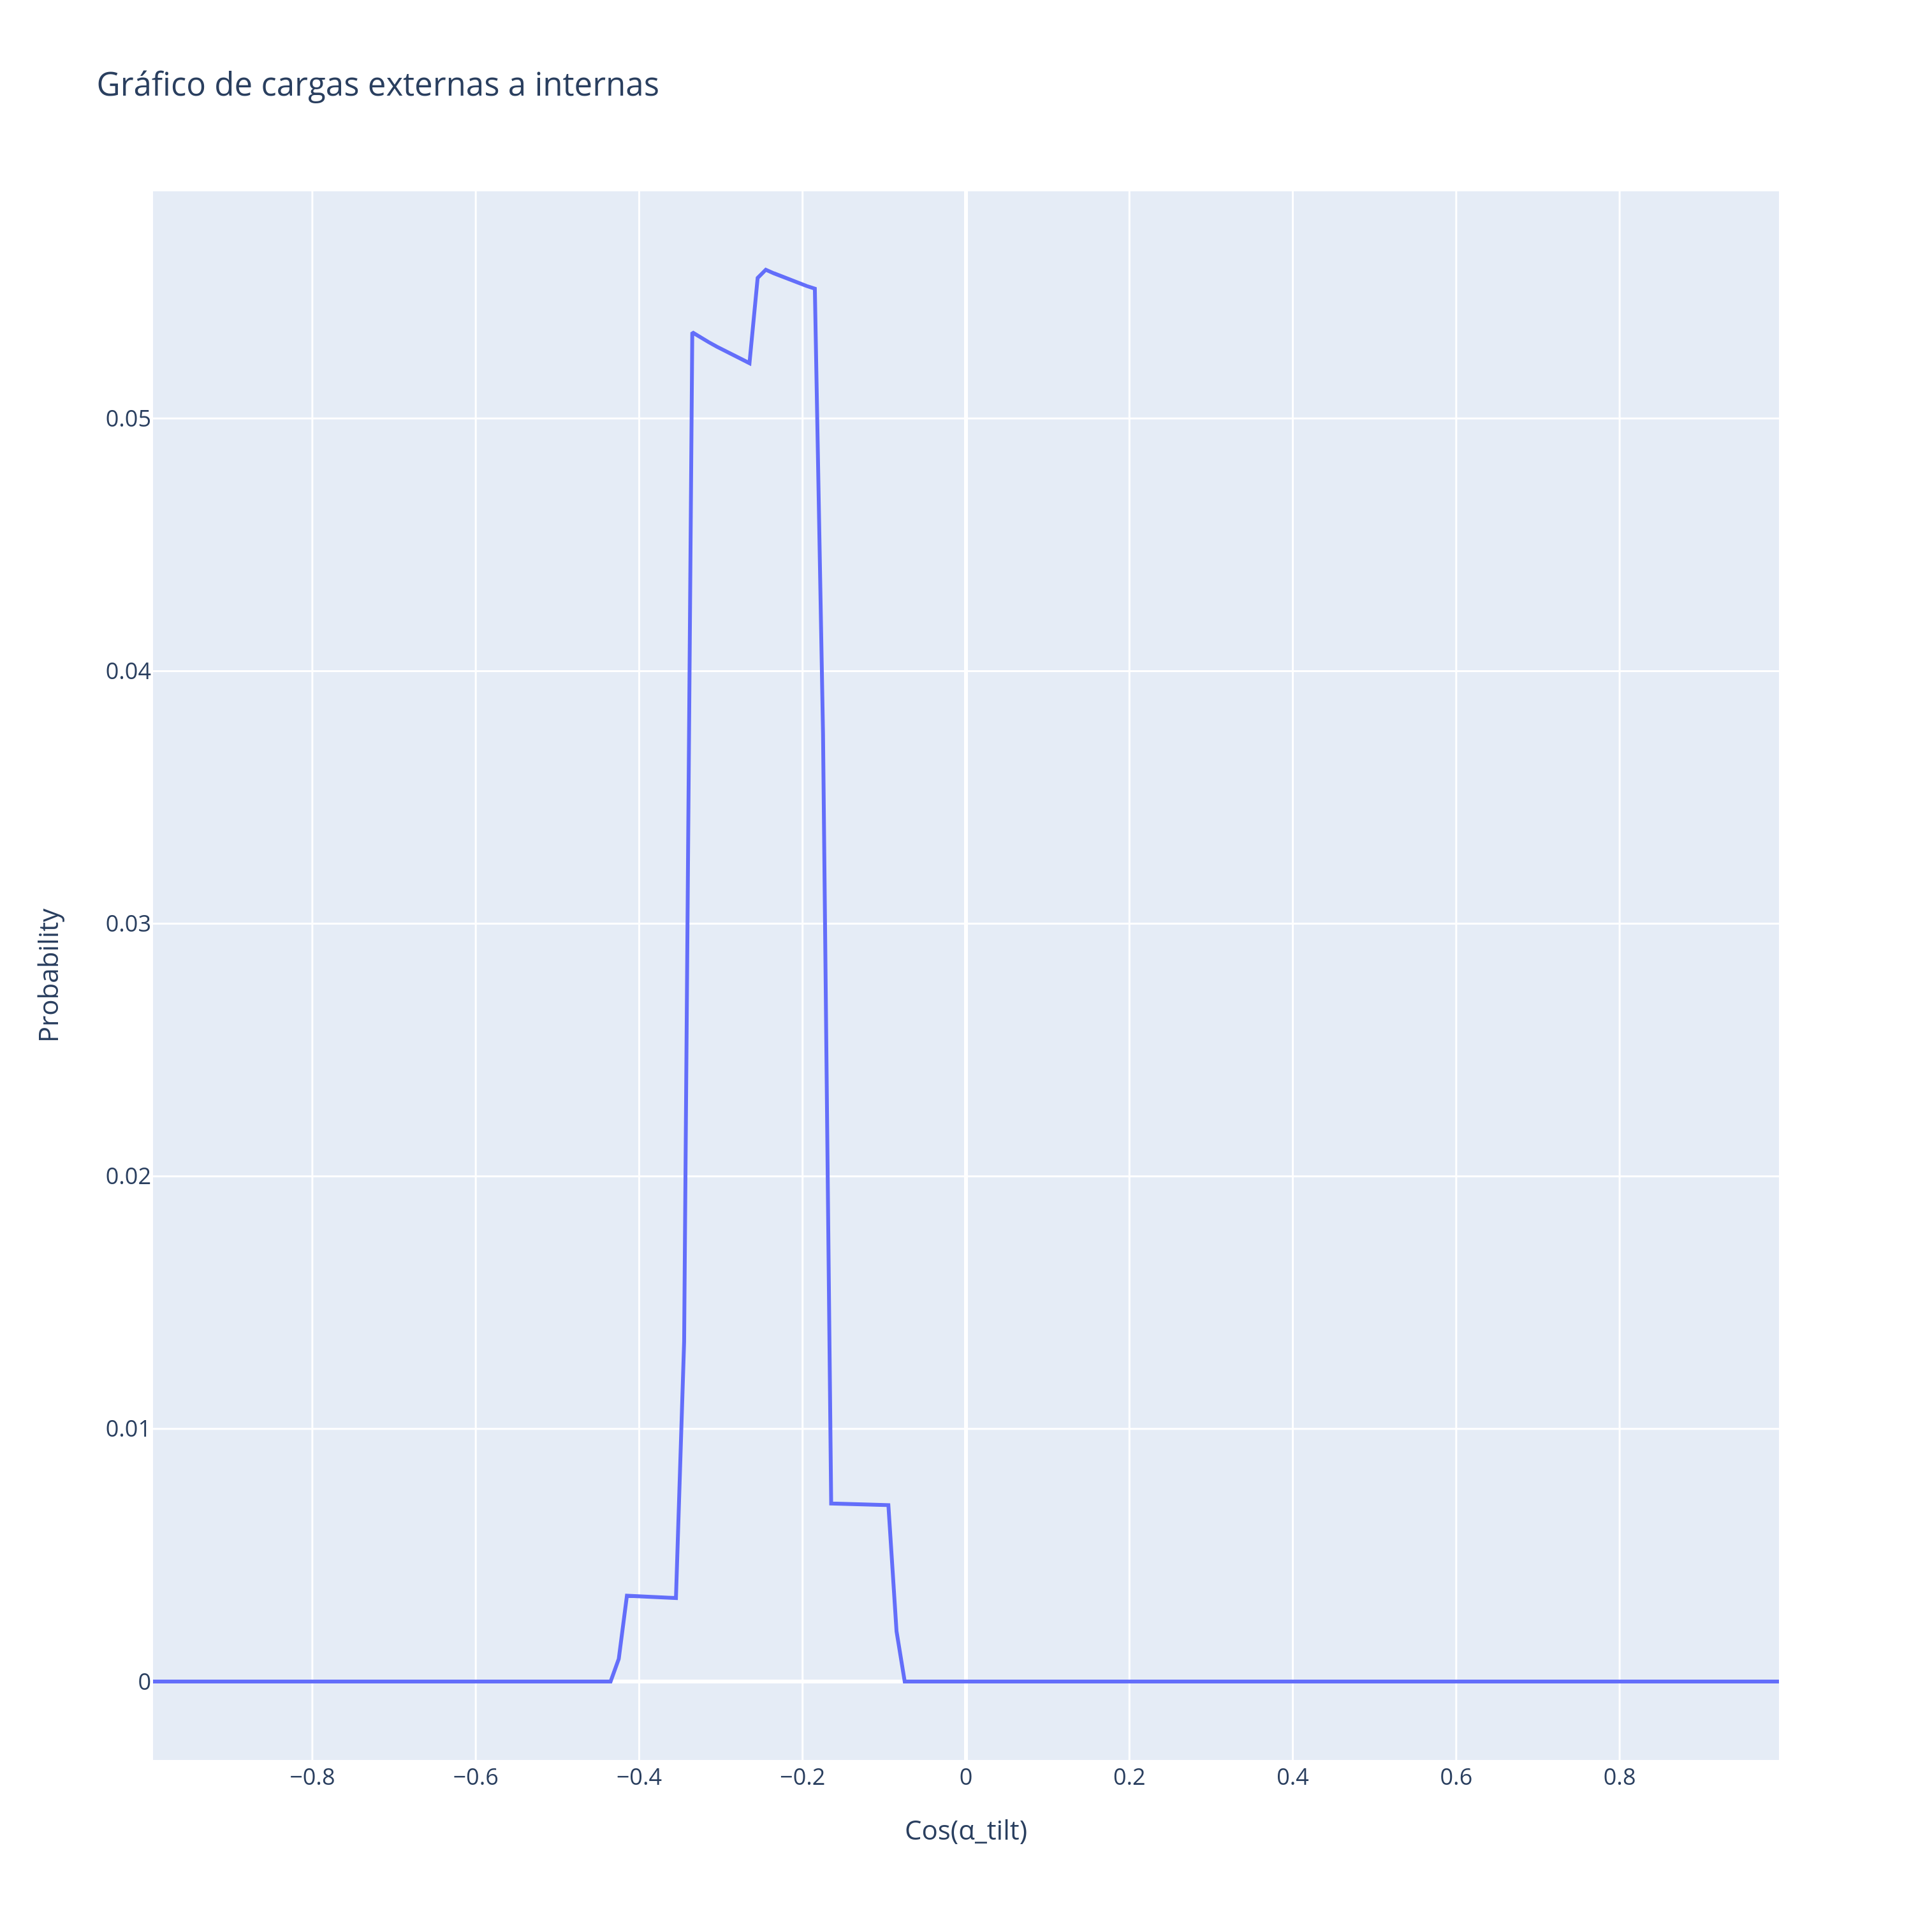 Gráfico de cargas externas a internas
Probability
0.05
0.04
0.03
0.02
0.01
0
−0.8 −0.6 −0.4 −0.2 0 0.2 0.4 0.6 0.8
Cos(α_tilt)